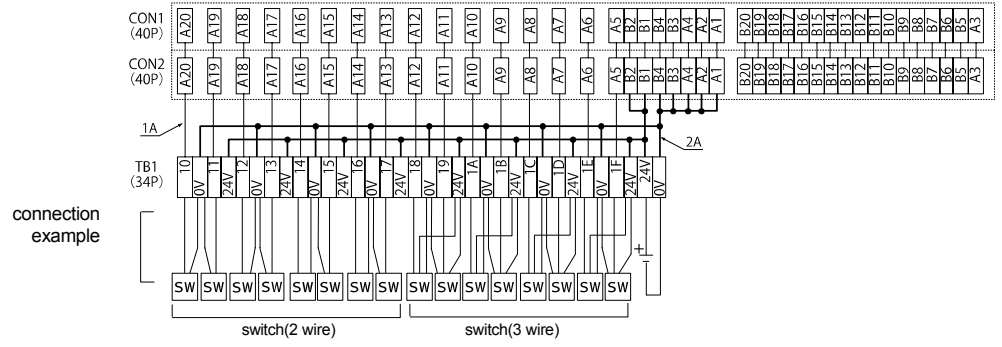 CON1 A20 A19 A18 A17 A16 A15 A14 A13 A12 A11 A10 A9 A8 A7 A6 A5 B2 B1 B4 B3 A4 A2 A1 B20 B19 B18 B17 B16 B15 B14 B13 B12 B11 B10 B9 B8 B7 B6 B5 A3
(40P)
CON2 A20 A19 A18 A17 A16 A15 A14 A13 A12 A11 A10 A9 A8 A7 A6 A5 B2 B1 B4 B3 A4 A2 A1 B20 B19 B18 B17 B16 B15 B14 B13 B12 B11 B10 B9 B8 B7 B6 B5 A3
(40P)
1A 2A
TB1 10 0V 11 24V 12 0V 13 24V 14 0V 15 24V 16 0V 17 24V 18 0V 19 24V 1A 0V 1B 24V 1C 0V 1D 24V 1E 0V 1F 24V 24V 0V
(34P)
connection
example
+
SW SW SW SW SW SW SW SW SW SW SW SW SW SW SW SW
switch(2 wire) switch(3 wire)